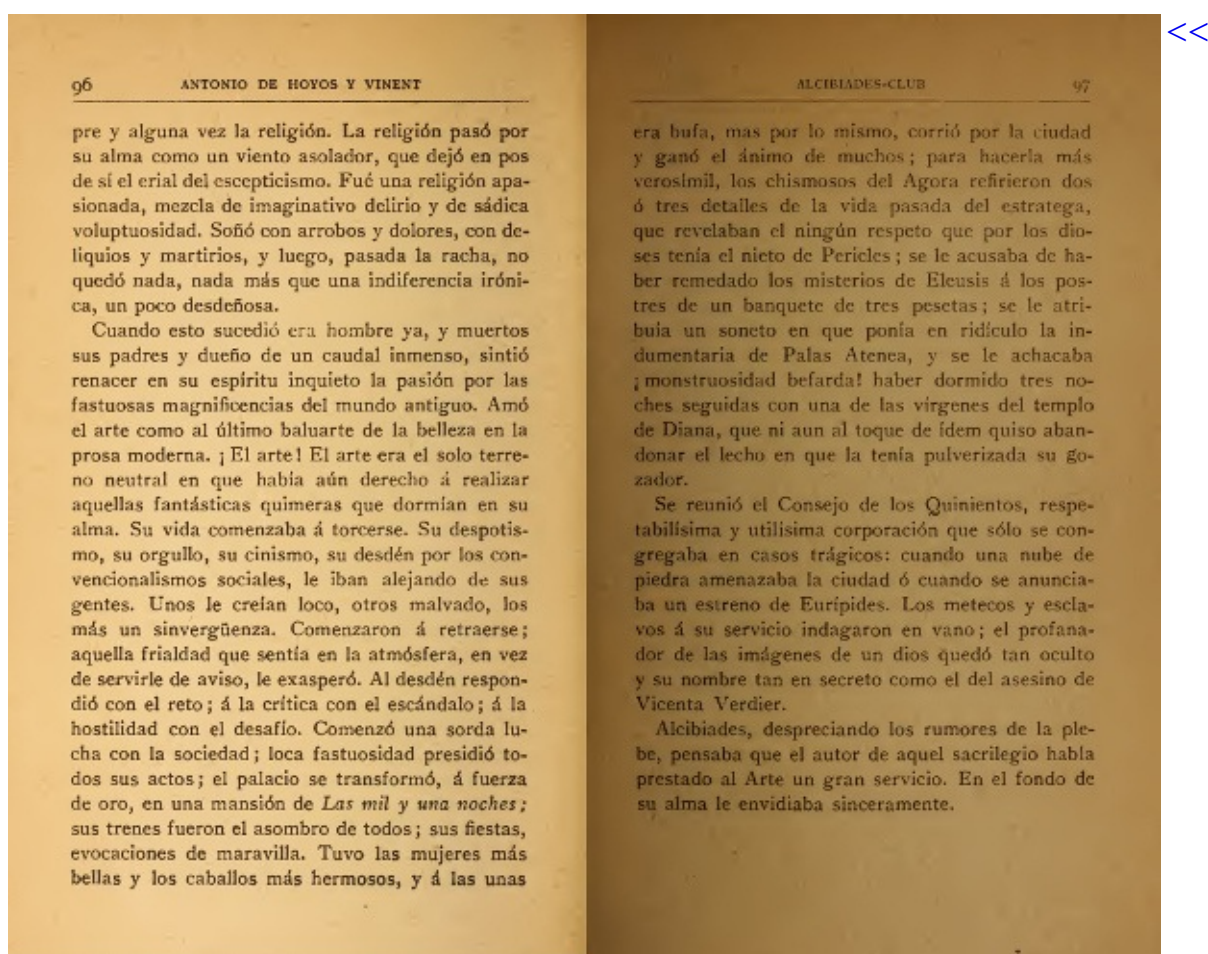 96 ANTONIO DE HOYOS Y VINENT
pre y alguna vez la religión. La religión pasó por
su alma como un viento asolador, que dejó en pos
de sí el erial del escepticismo. Fué una religión apa-
sionada, mezcla de imaginativo delirio y de sádica
voluptuosidad. Soñó con arrobos y dolores, con de-
liquios y martirios, y luego, pasada la racha, no
quedó nada, nada más que una indiferencia iróni-
ca, un poco desdeñosa.
Cuando esto sucedió era hombre ya, y muertos
sus padres y dueño de un caudal inmenso, sintió
renacer en su espíritu inquieto la pasión por las
fastuosas magnificencias del mundo antiguo. Amó
el arte como al último baluarte de la belleza en la
prosa moderna. ¡El arte! El arte era el solo terre-
no neutral en que había aún derecho á realizar
aquellas fantásticas quimeras que dormían en su
alma. Su vida comenzaba á torcerse. Su despotis-
mo, su orgullo, su cinismo, su desdén por los con-
vencionalismos sociales, le iban alejando de sus
gentes. Unos le creían loco, otros malvado, los
más un sinvergüenza. Comenzaron á retraerse;
aquella frialdad que sentía en la atmósfera, en vez
de servirle de aviso, le exasperó. Al desdén respon-
dió con el reto; á la crítica con el escándalo; á la
hostilidad con el desafío. Comenzó una sorda lu-
cha con la sociedad; loca fastuosidad presidió to-
dos sus actos; el palacio se transformó, á fuerza
de oro, en una mansión de Las mil y una noches;
sus trenes fueron el asombro de todos; sus fiestas,
evocaciones de maravilla. Tuvo las mujeres más
bellas y los caballos más hermosos, y á las unas
ALCIBIADES-CLUB 97
era bufa, mas por lo mismo, corrió por la ciudad
y ganó el ánimo de muchos; para hacerla más
verosímil, los chismosos del Agora refirieron dos
ó tres detalles de la vida pasada del estratega,
que revelaban el ningún respeto que por los dio-
ses tenía el nieto de Pericles; se le acusaba de ha-
ber remedado los misterios de Eleusis á los pos-
tres de un banquete de tres pesetas; se le atri-
buia un soneto en que ponía en ridículo la in-
dumentaria de Palas Atenea, y se le achacaba
¡monstruosidad befarda! haber dormido tres no-
ches seguidas con una de las vírgenes del templo
de Diana, que ni aun al toque de ídem quiso aban-
donar el lecho en que la tenía pulverizada su go-
zador.
Se reunió el Consejo de los Quinientos, respe-
tabilísima y utilisima corporación que sólo se con-
gregaba en casos trágicos: cuando una nube de
piedra amenazaba la ciudad ó cuando se anuncia-
ba un estreno de Eurípides. Los metecos y escla-
vos á su servicio indagaron en vano; el profana-
dor de las imágenes de un dios quedó tan oculto
y su nombre tan en secreto como el del asesino de
Vicenta Verdier.
Alcibiades, despreciando los rumores de la ple-
be, pensaba que el autor de aquel sacrilegio había
prestado al Arte un gran servicio. En el fondo de
su alma le envidiaba sinceramente.
<<